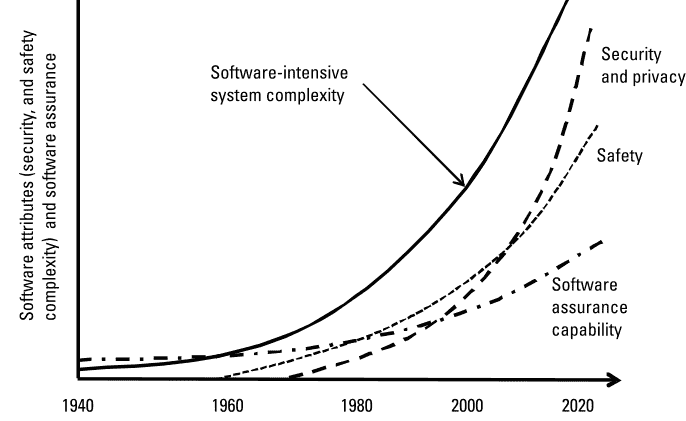 Software attributes (security, and safety
complexity) and software assurance
Software-intensive
system complexity
Security
and privacy
Safety
Software
assurance
capability
1940 1960 1980 2000 2020